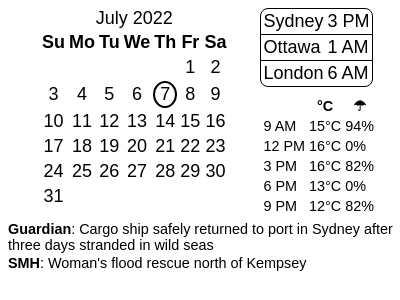 July 2022
Su Mo Tu We Th Fr Sa
1 2
3 4 5 6 7 8 9
10 11 12 13 14 15 16
17 18 19 20 21 22 23
24 25 26 27 28 29 30
31
Sydney 3 PM
Ottawa 1 AM
London 6 AM
°C ☂
9 AM 15°C 94%
12 PM 16°C 0%
3 PM 16°C 82%
6 PM 13°C 0%
9 PM 12°C 82%
Guardian: Cargo ship safely returned to port in Sydney after
three days stranded in wild seas
SMH: Woman's flood rescue north of Kempsey